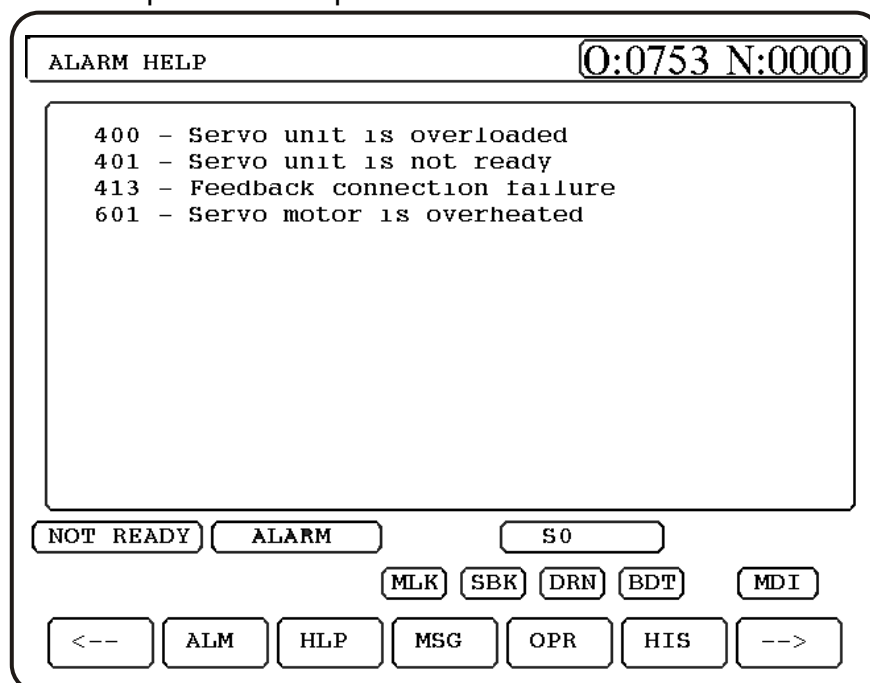 ALARM HELP O:0753 N:0000
400 - Servo unit is overloaded
401 - Servo unit is not ready
413 - Feedback connection failure
601 - Servo motor is overheated
NOT READY ALARM S0
MLK SBK DRN BDT MDI
<-- ALM HLP MSG OPR HIS -->